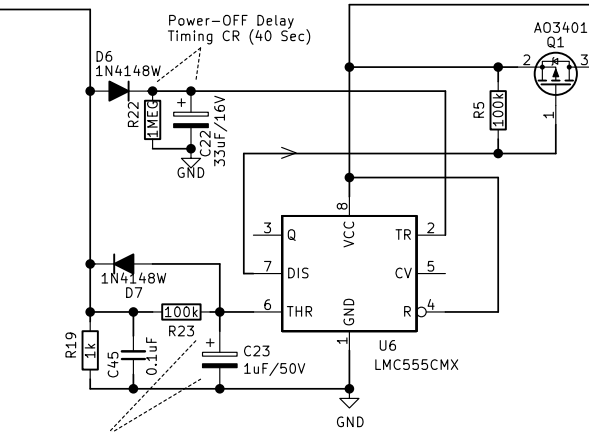 Power-OFF Delay
Timing CR (40 Sec)
AO3401
Q1
D6
1N4148W
2
3
R22
1MEG
+
C22
33uF/16V
R5
100k
1
GND
8
3
Q
VCC
TR
2
7
DIS
CV
5
1N4148W
D7
6
THR
GND
R
4
100k
R23
R19
1k
C45
0.1uF
+
C23
1uF/50V
1
U6
LMC555CMX
GND